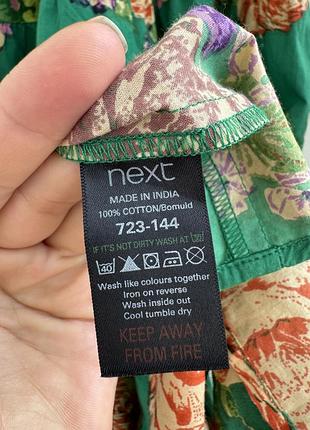 next
MADE IN INDIA
100% COTTON/Bomuld
723-144
IF IT'S NOT DIRTY WASH AT 30
40
Wash like colours together
Iron on reverse
Wash inside out
Cool tumble dry
KEEP AWAY
FROM FIRE